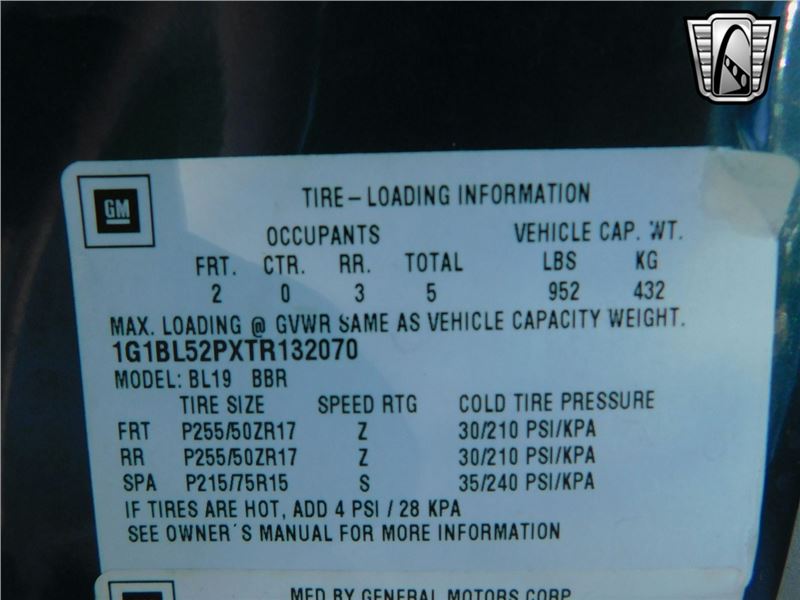 GM
TIRE-LOADING INFORMATION
OCCUPANTS VEHICLE CAP. WT.
FRT. CTR. RR. TOTAL LBS KG
2 0 3 5 952 432
MAX. LOADING @ GVWR SAME AS VEHICLE CAPACITY WEIGHT.
1G1BL52PXTR132070
MODEL: BL19 BBR
TIRE SIZE SPEED RTG COLD TIRE PRESSURE
FRT P255/50ZR17 Z 30/210 PSI/KPA
RR P255/50ZR17 Z 30/210 PSI/KPA
SPA P215/75R15 S 35/240 PSI/KPA
IF TIRES ARE HOT, ADD 4 PSI / 28 KPA
SEE OWNER'S MANUAL FOR MORE INFORMATION
MFD BY GENERAL MOTORS CORP